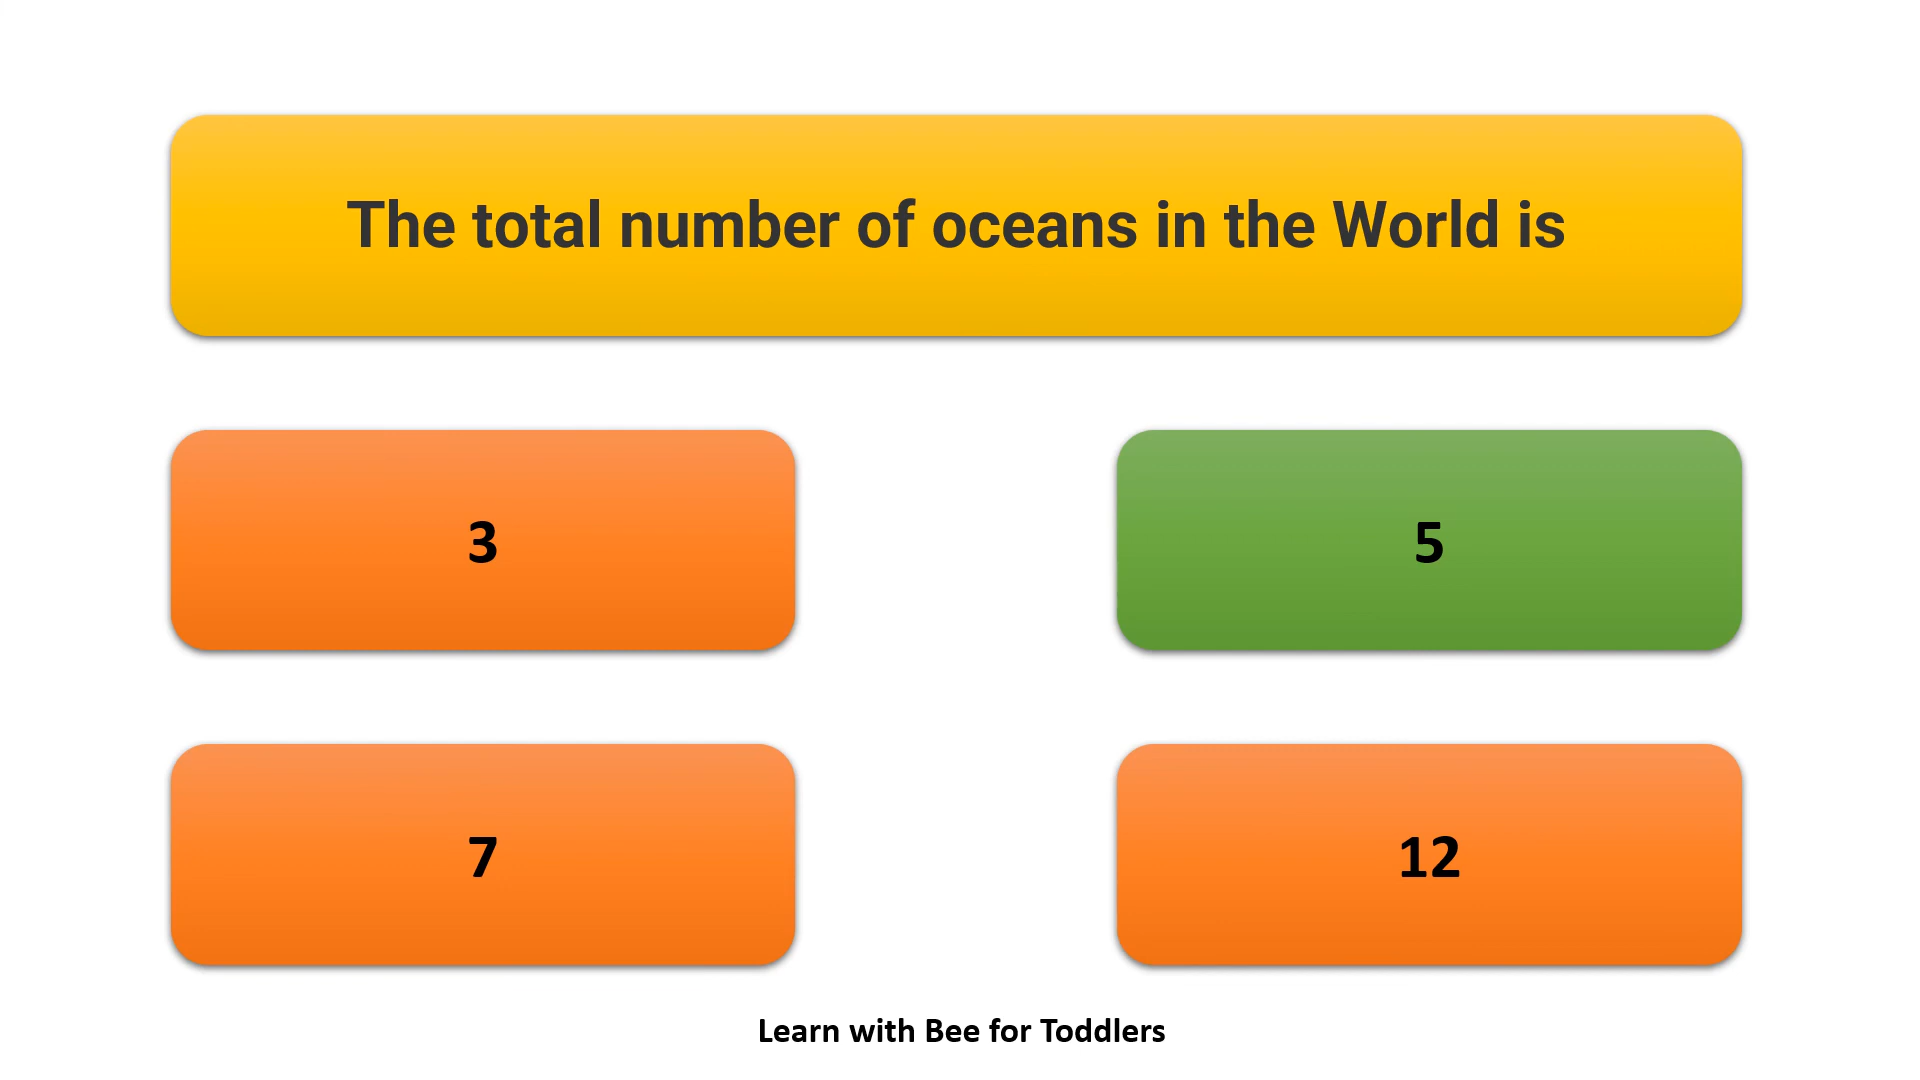 The total number of oceans in the World is
3
5
7
12
Learn with Bee for Toddlers